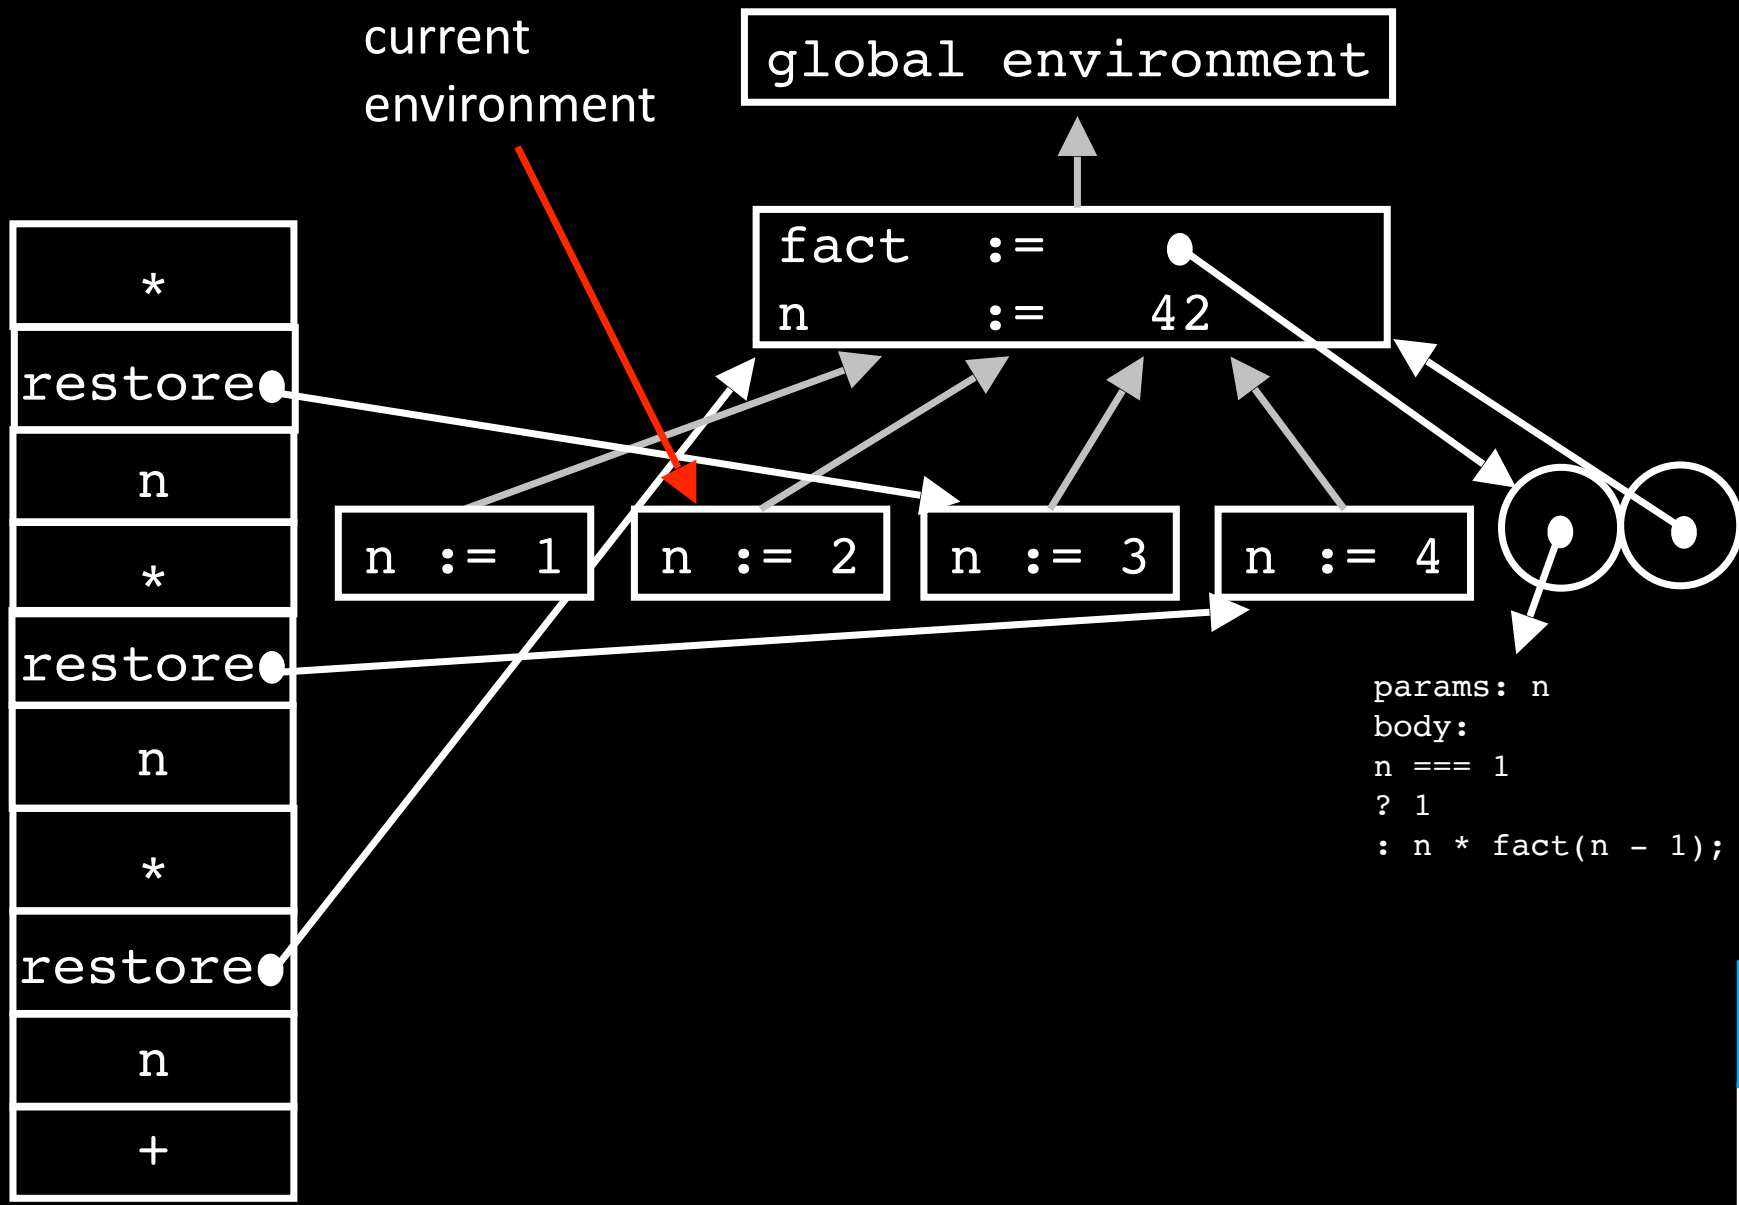 current
environment
global environment
fact := 
n := 42
*
restore
n
*
restore
n
*
restore
n
+
n := 1
n := 2
n := 3
n := 4
params: n
body:
n === 1
? 1
: n * fact(n - 1);